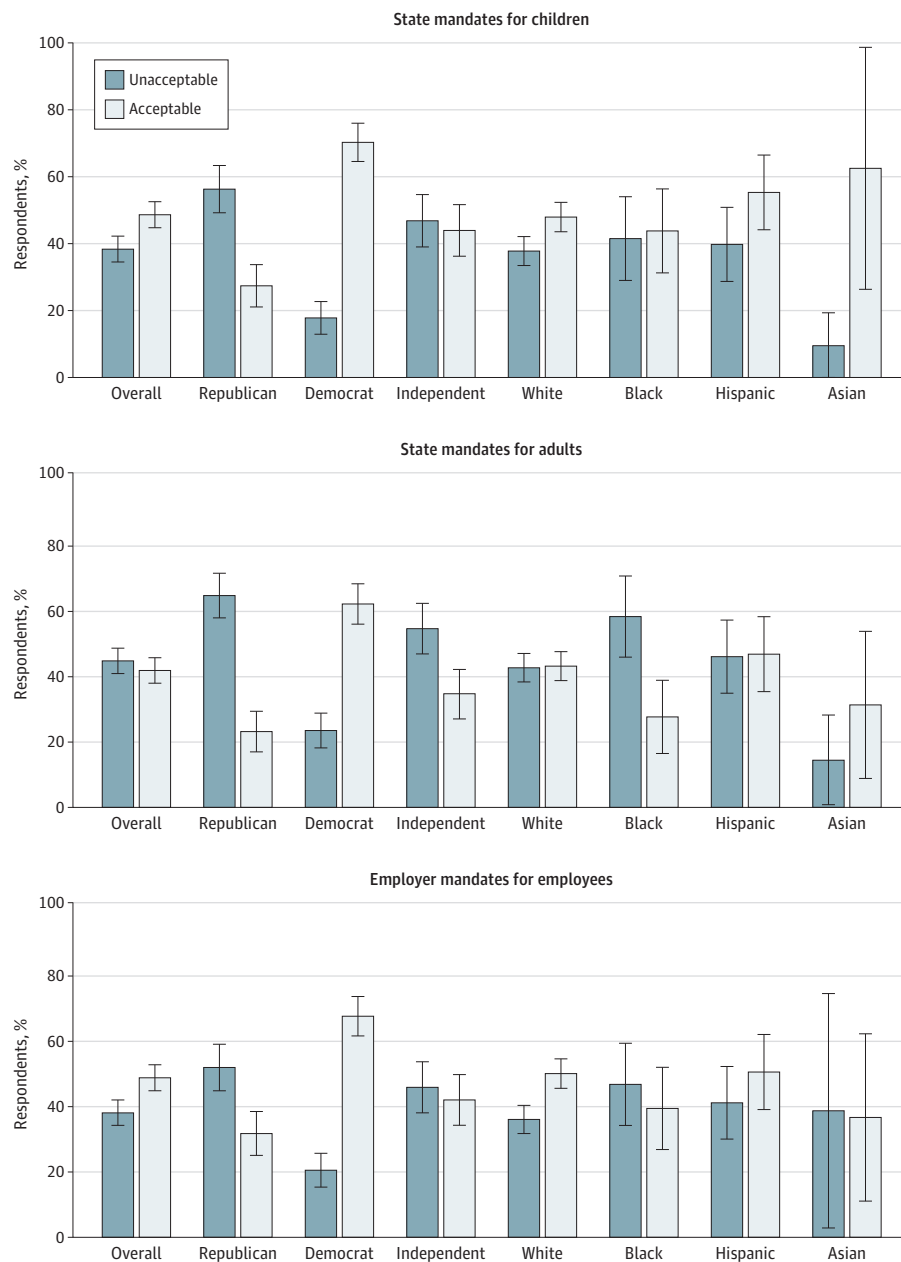 State mandates for children
100
80
60
40
20
0
Respondents, %
Unacceptable
Acceptable
Overall Republican Democrat Independent White Black Hispanic Asian
State mandates for adults
100
80
60
40
20
0
Respondents, %
Overall Republican Democrat Independent White Black Hispanic Asian
Employer mandates for employees
100
80
60
40
20
0
Respondents, %
Overall Republican Democrat Independent White Black Hispanic Asian